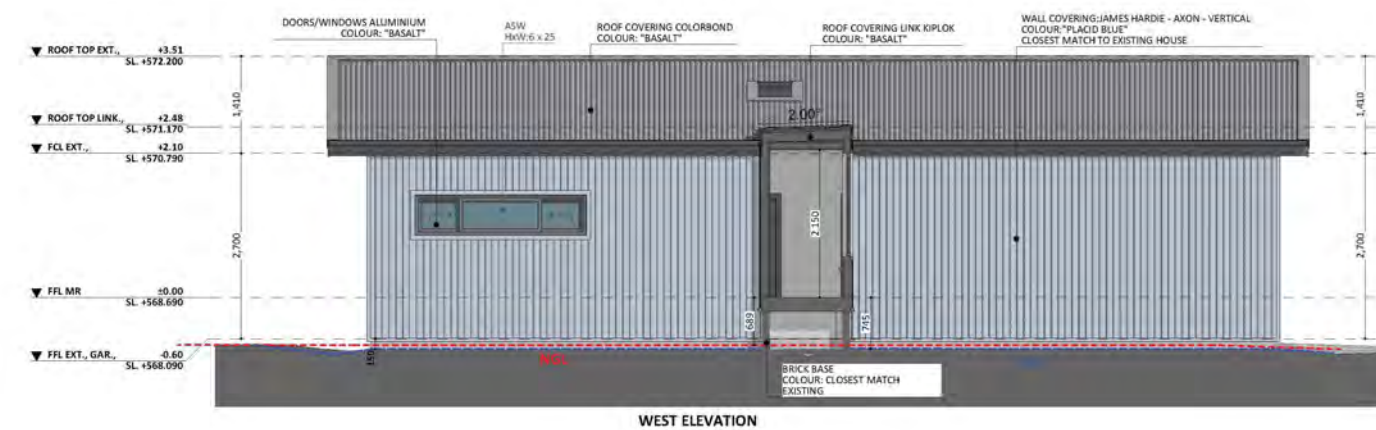 DOORS/WINDOWS ALUMINIUM
COLOUR: "BASALT"
ASW
HxW:6 x 25
ROOF COVERING COLORBOND
COLOUR: "BASALT"
ROOF COVERING LINK KIPLOK
COLOUR: "BASALT"
WALL COVERING:JAMES HARDIE - AXON - VERTICAL
COLOUR:"PLACID BLUE"
CLOSEST MATCH TO EXISTING HOUSE
ROOF TOP EXT., +3.51
SL. +572.200
ROOF TOP LINK., +2.48
SL. +571.170
FCL EXT., +2.10
SL. +570.790
FFL MR ±0.00
SL. +568.690
FFL EXT., GAR., -0.60
SL. +568.090
1,410
2,700
159
2.00°
2.150
689
745
1,410
2,700
NGL
BRICK BASE
COLOUR: CLOSEST MATCH
EXISTING
WEST ELEVATION